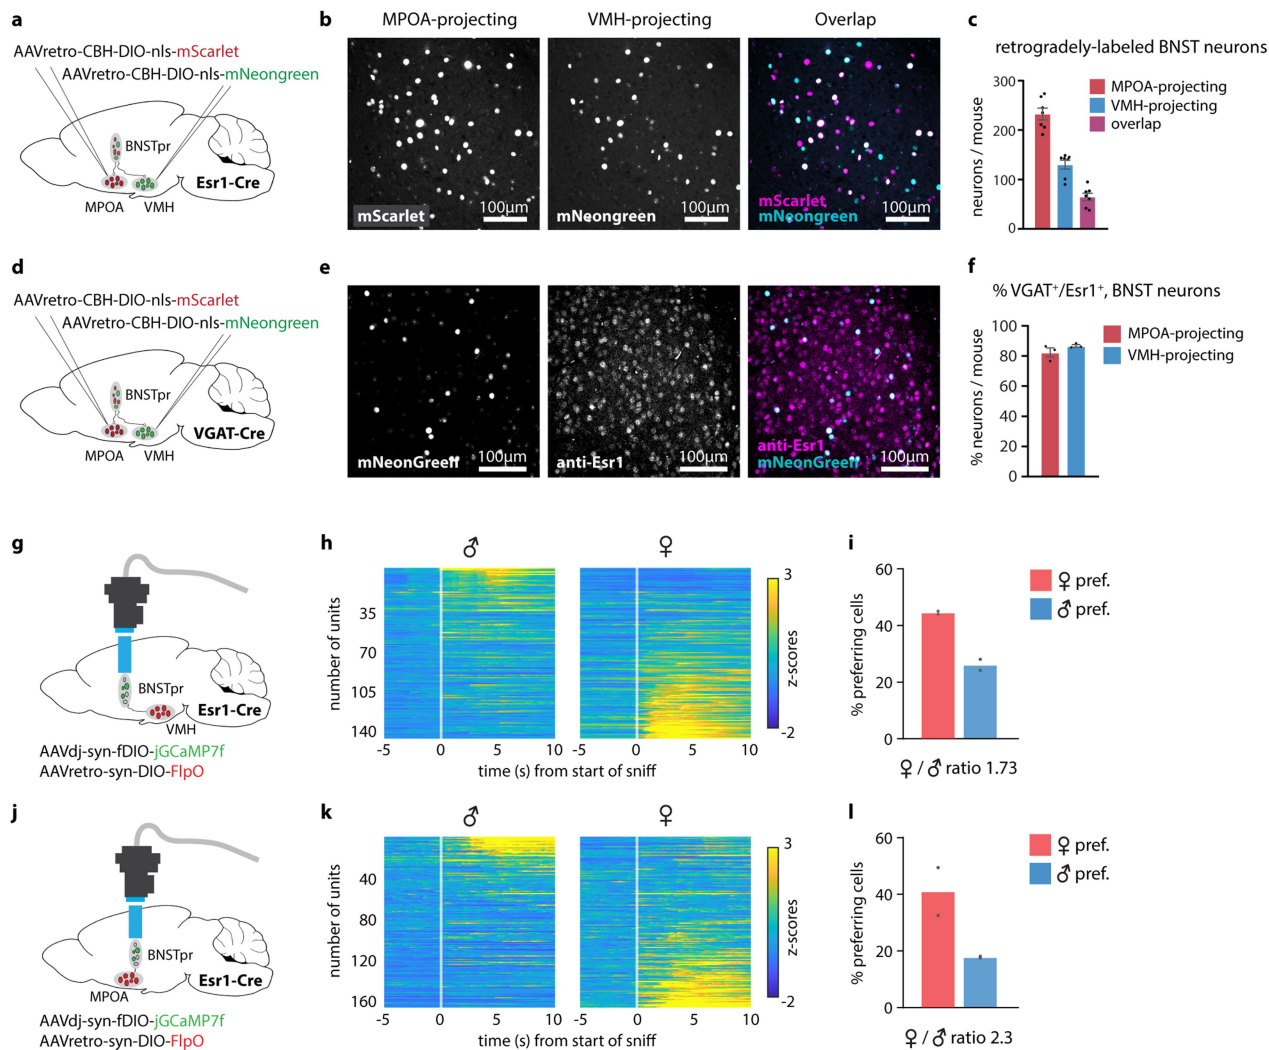 a
AAVretro-CBH-DIO-nls-mScarlet
AAVretro-CBH-DIO-nls-mNeongreen
BNSTpr
Esr1-Cre
MPOA
VMH
b
MPOA-projecting
VMH-projecting
Overlap
mScarlet
100μm
mNeongreen
100μm
mScarlet
mNeongreen
100μm
c
retrogradely-labeled BNST neurons
neurons / mouse
300
200
100
0
MPOA-projecting
VMH-projecting
overlap
d
AAVretro-CBH-DIO-nls-mScarlet
AAVretro-CBH-DIO-nls-mNeongreen
BNSTpr
VGAT-Cre
MPOA
VMH
e
mNeonGreen
100μm
anti-Esr1
100μm
anti-Esr1
mNeonGreen
100μm
f
% VGAT⁺/Esr1⁺, BNST neurons
% neurons / mouse
100
80
60
40
20
0
MPOA-projecting
VMH-projecting
g
BNSTpr
Esr1-Cre
VMH
AAVdj-syn-fDIO-jGCaMP7f
AAVretro-syn-DIO-FlpO
h
♂
♀
number of units
35
70
105
140
-5
0
5
10
-5
0
5
10
time (s) from start of sniff
3
z-scores
-2
i
% preferring cells
60
40
20
0
♀ pref.
♂ pref.
♀ / ♂ ratio 1.73
j
BNSTpr
Esr1-Cre
MPOA
AAVdj-syn-fDIO-jGCaMP7f
AAVretro-syn-DIO-FlpO
k
♂
♀
number of units
40
80
120
160
-5
0
5
10
-5
0
5
10
time (s) from start of sniff
3
z-scores
-2
l
% preferring cells
60
40
20
0
♀ pref.
♂ pref.
♀ / ♂ ratio 2.3